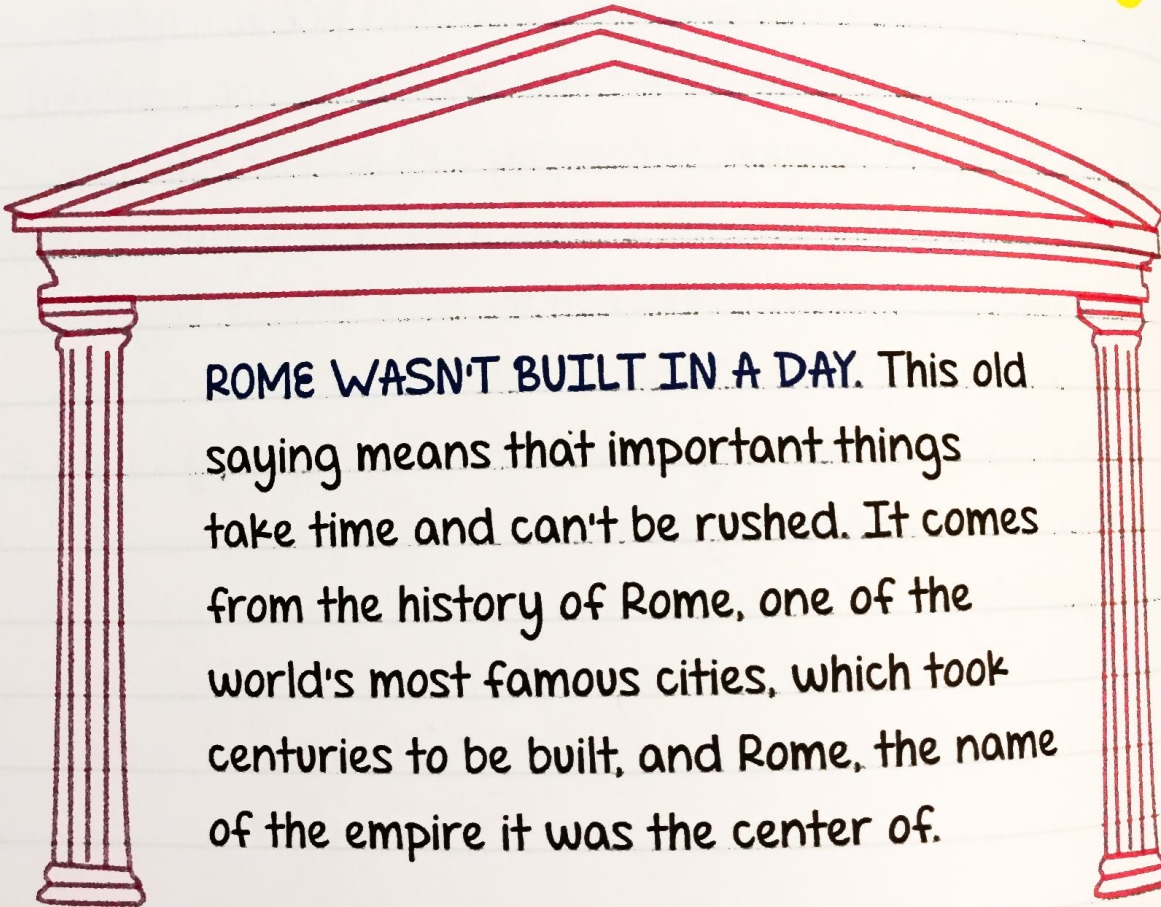 ROME WASN'T BUILT IN A DAY. This old
saying means that important things
take time and can't be rushed. It comes
from the history of Rome, one of the
world's most famous cities, which took
centuries to be built, and Rome, the name
of the empire it was the center of.